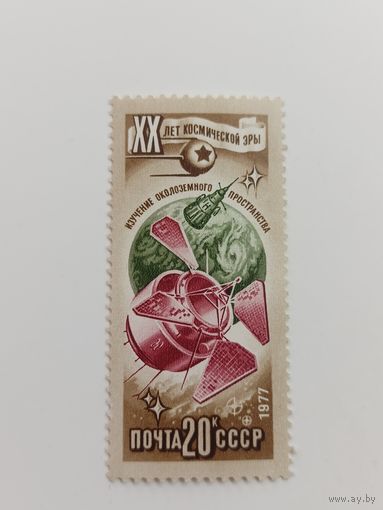 XX ЛЕТ КОСМИЧЕСКОЙ ЭРЫ
ИЗУЧЕНИЕ ОКОЛОЗЕМНОГО ПРОСТРАНСТВА
1977
ПОЧТА 20К СССР
www.ay.by